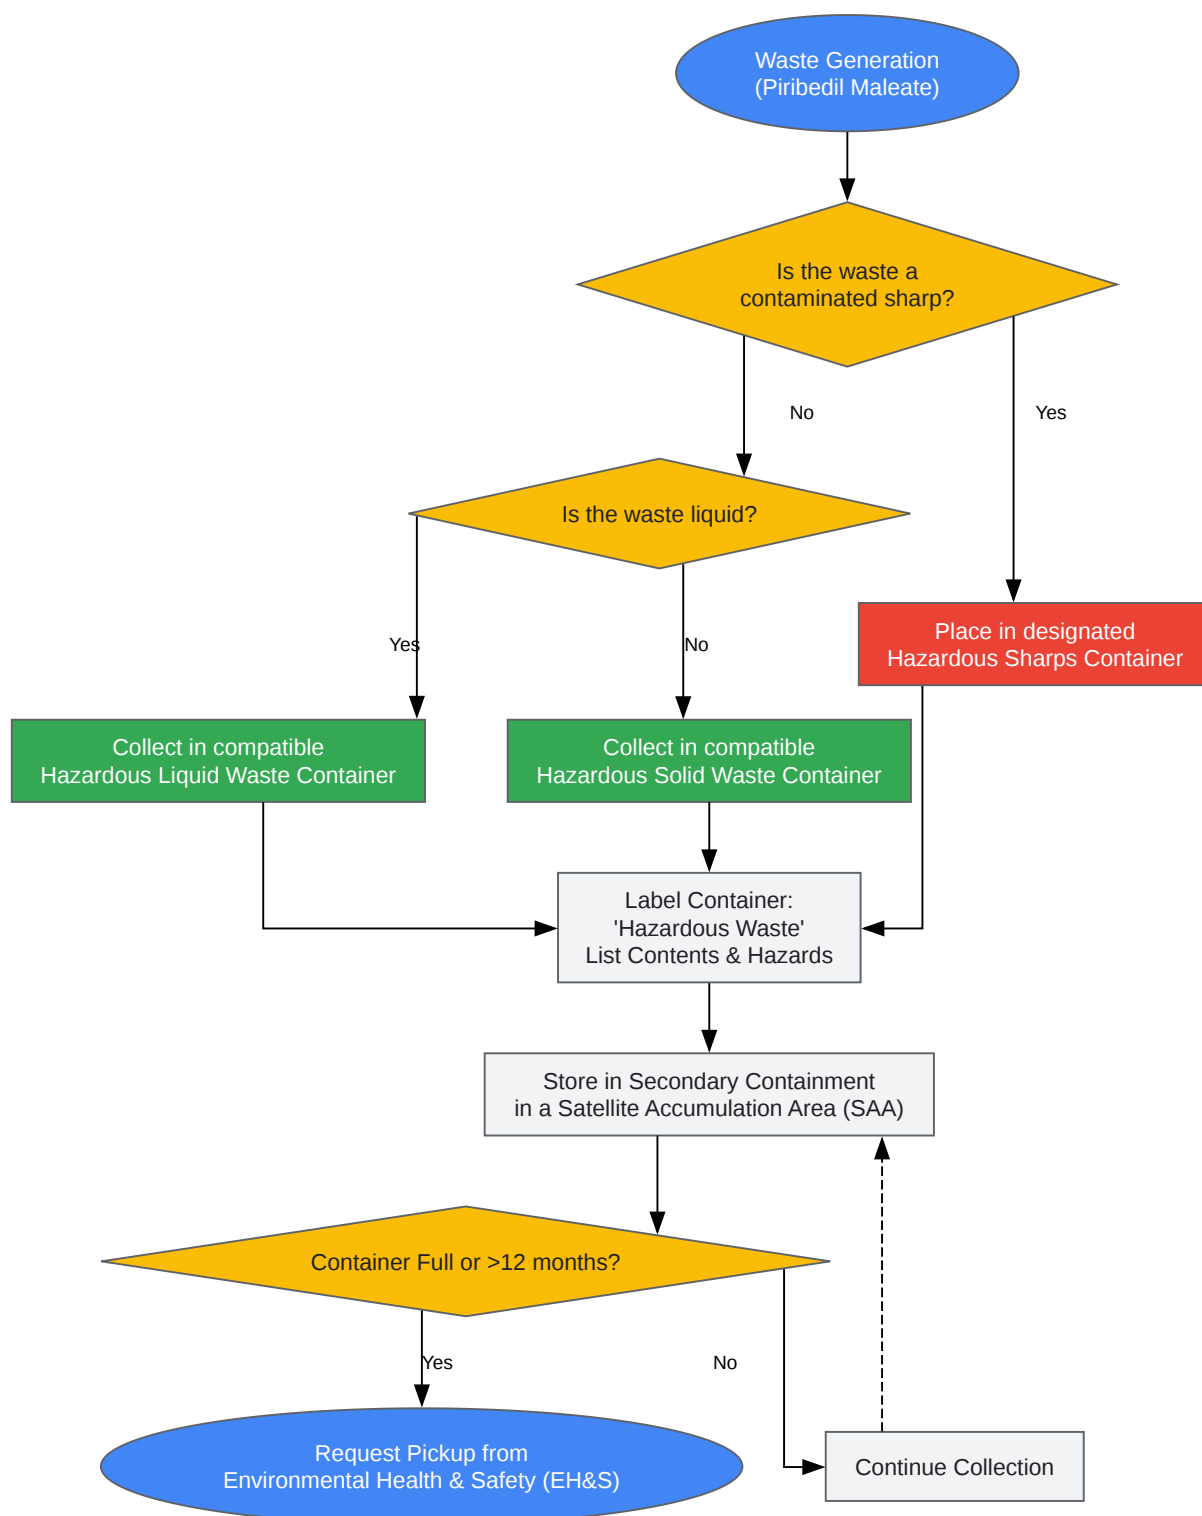 Waste Generation
(Piribedil Maleate)
Is the waste a
contaminated sharp?
No
Yes
Is the waste liquid?
Yes
No
Place in designated
Hazardous Sharps Container
Collect in compatible
Hazardous Liquid Waste Container
Collect in compatible
Hazardous Solid Waste Container
Label Container:
'Hazardous Waste'
List Contents & Hazards
Store in Secondary Containment
in a Satellite Accumulation Area (SAA)
Container Full or >12 months?
Yes
No
Request Pickup from
Environmental Health & Safety (EH&S)
Continue Collection